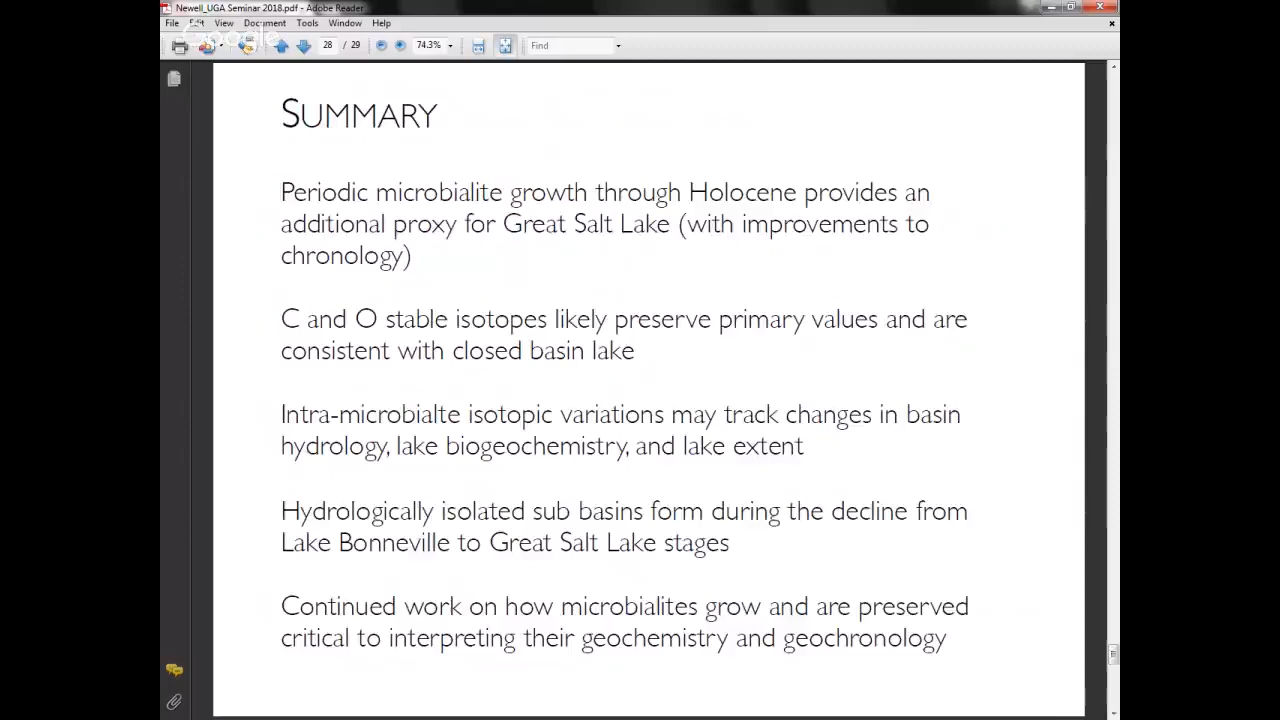 Newell_UGA Seminar 2018.pdf - Adobe Reader
File Edit View Document Tools Window Help
Google
28 / 29 74.3% Find
SUMMARY
Periodic microbialite growth through Holocene provides an
additional proxy for Great Salt Lake (with improvements to
chronology)
C and O stable isotopes likely preserve primary values and are
consistent with closed basin lake
Intra-microbialte isotopic variations may track changes in basin
hydrology, lake biogeochemistry, and lake extent
Hydrologically isolated sub basins form during the decline from
Lake Bonneville to Great Salt Lake stages
Continued work on how microbialites grow and are preserved
critical to interpreting their geochemistry and geochronology